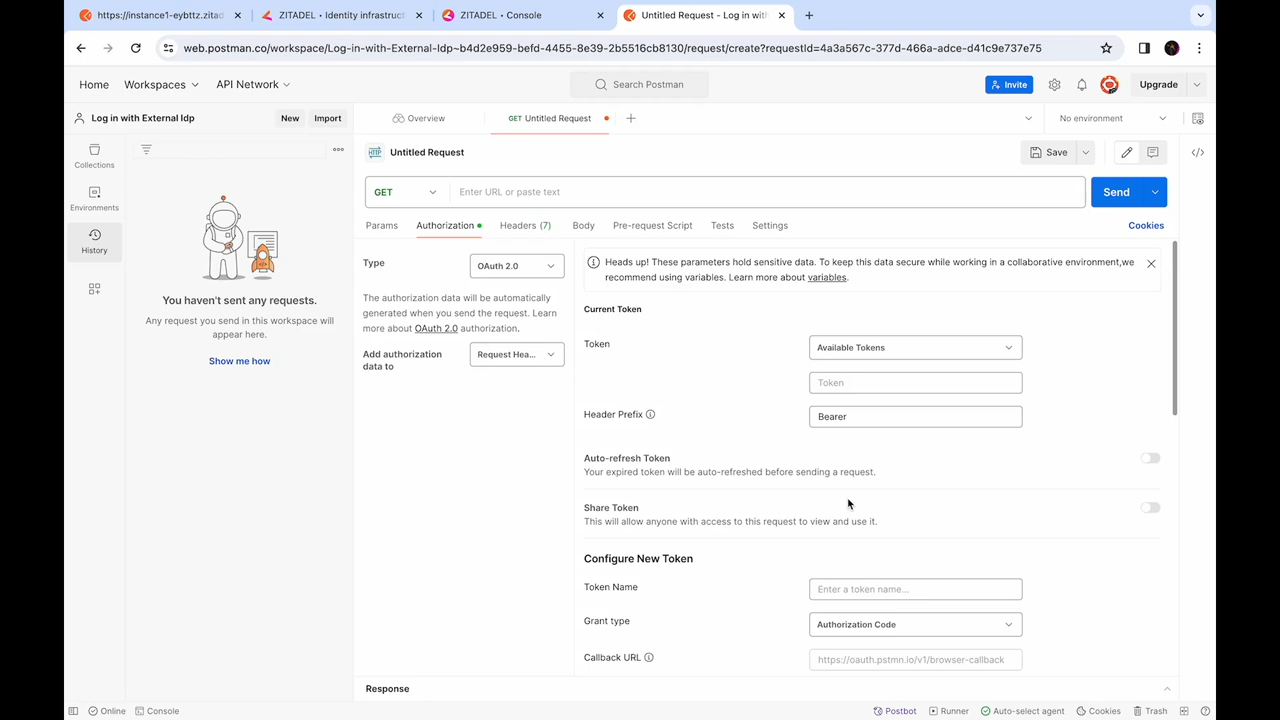 https://instance1-eybttz.zitad
ZITADEL • Identity infrastruct
ZITADEL • Console
Untitled Request - Log in with
web.postman.co/workspace/Log-in-with-External-Idp~b4d2e959-befd-4455-8e39-2b5516cb8130/request/create?requestId=4a3a567c-377d-466a-adce-d41c9e737e75
Home
Workspaces
API Network
Search Postman
Invite
Upgrade
Log in with External Idp
New
Import
Overview
GET Untitled Request
No environment
Collections
Environments
History
You haven't sent any requests.
Any request you send in this workspace will
appear here.
Show me how
Untitled Request
Save
GET
Enter URL or paste text
Send
Params
Authorization
Headers (7)
Body
Pre-request Script
Tests
Settings
Cookies
Type
OAuth 2.0
The authorization data will be automatically
generated when you send the request. Learn
more about OAuth 2.0 authorization.
Add authorization
data to
Request Hea...
Heads up! These parameters hold sensitive data. To keep this data secure while working in a collaborative environment,we
recommend using variables. Learn more about variables.
Current Token
Token
Available Tokens
Token
Header Prefix
Bearer
Auto-refresh Token
Your expired token will be auto-refreshed before sending a request.
Share Token
This will allow anyone with access to this request to view and use it.
Configure New Token
Token Name
Enter a token name...
Grant type
Authorization Code
Callback URL
https://oauth.pstmn.io/v1/browser-callback
Response
Online
Console
Postbot
Runner
Auto-select agent
Cookies
Trash